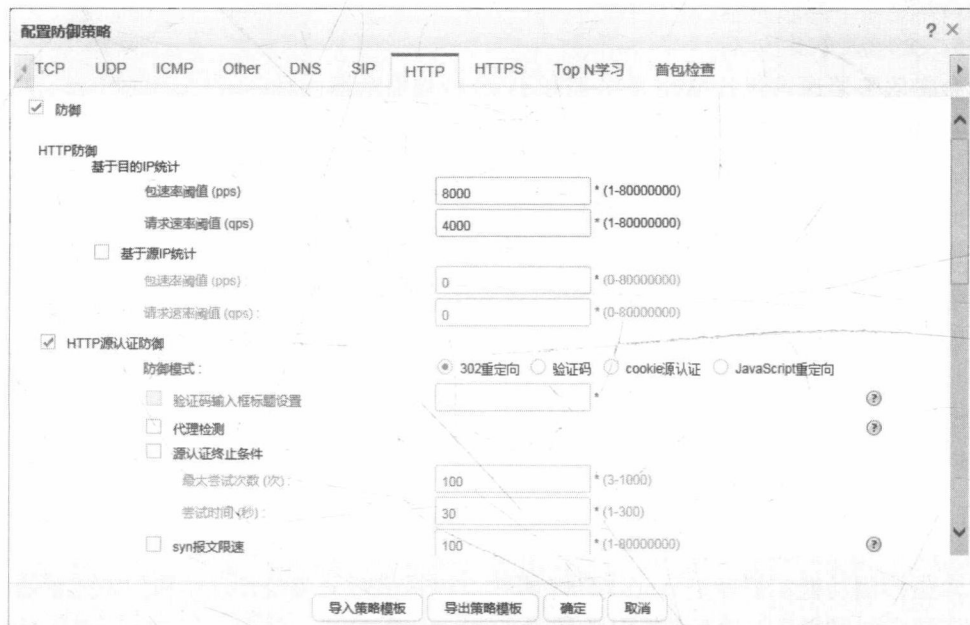 配置防御策略 ? ×
TCP UDP ICMP Other DNS SIP HTTP HTTPS Top N学习 首包检查
防御
HTTP防御
基于目的IP统计
包速率阈值 (pps) 8000 * (1-80000000)
请求速率阈值 (qps) 4000 * (1-80000000)
基于源IP统计
包速率阈值 (pps) 0 * (0-80000000)
请求速率阈值 (qps) : 0 * (0-80000000)
HTTP源认证防御
防御模式 : 302重定向 验证码 cookie源认证 JavaScript重定向
验证码输入框标题设置 * ?
代理检测 ?
源认证终止条件
最大尝试次数 (次) : 100 * (3-1000)
尝试时间 (秒) : 30 * (1-300)
syn报文限速 100 * (1-80000000) ?
导入策略模板 导出策略模板 确定 取消